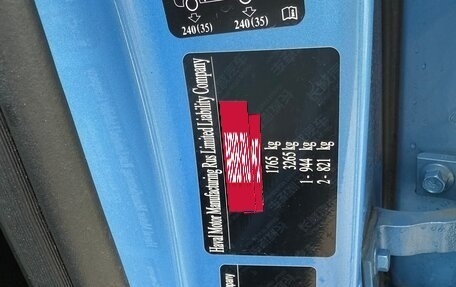 240(35) 240(35)
Haval Motor Manufacturing Rus Limited Liability Company
1765 kg
3265 kg
1- 944 kg
2- 821 kg
mpany